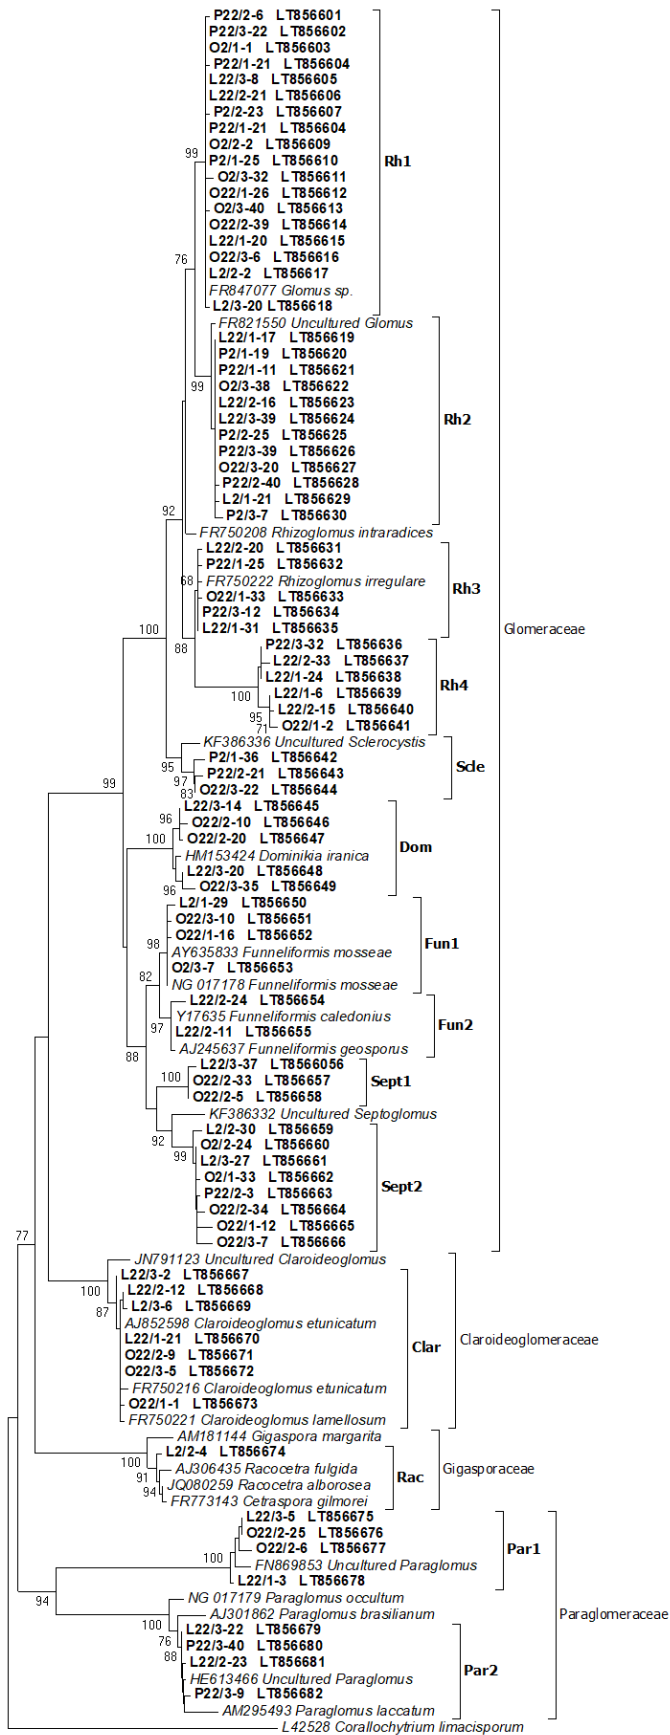 P22/2-6 LT856601
P22/3-22 LT856602
O2/1-1 LT856603
P22/1-21 LT856604
L22/3-8 LT856605
L22/2-21 LT856606
P2/2-23 LT856607
P22/1-21 LT856604
99
O2/2-2 LT856609
P2/1-25 LT856610
Rh1
O2/3-32 LT856611
O22/1-26 LT856612
O2/3-40 LT856613
O22/2-39 LT856614
L22/1-20 LT856615
76
O22/3-6 LT856616
L2/2-2 LT856617
FR847077 Glomus sp.
L2/3-20 LT856618
FR821550 Uncultured Glomus
L22/1-17 LT856619
P2/1-19 LT856620
P22/1-11 LT856621
99
O2/3-38 LT856622
L22/2-16 LT856623
L22/3-39 LT856624
Rh2
P2/2-25 LT856625
P22/3-39 LT856626
O22/3-20 LT856627
P22/2-40 LT856628
L2/1-21 LT856629
P2/3-7 LT856630
92
FR750208 Rhizoglomus intraradices
L22/2-20 LT856631
P22/1-25 LT856632
68
FR750222 Rhizoglomus irregulare
Rh3
O22/1-33 LT856633
P22/3-12 LT856634
L22/1-31 LT856635
100
Glomeraceae
88
P22/3-32 LT856636
L22/2-33 LT856637
L22/1-24 LT856638
Rh4
100
L22/1-6 LT856639
L22/2-15 LT856640
95
O22/1-2 LT856641
71
KF386336 Uncultured Sclerocystis
P2/1-36 LT856642
95
Scle
P22/2-21 LT856643
97
O22/3-22 LT856644
83
99
L22/3-14 LT856645
O22/2-10 LT856646
96
O22/2-20 LT856647
100
Dom
HM153424 Dominikia iranica
L22/3-20 LT856648
O22/3-35 LT856649
96
L2/1-29 LT856650
O22/3-10 LT856651
O22/1-16 LT856652
98
Fun1
AY635833 Funneliformis mosseae
O2/3-7 LT856653
82
NG 017178 Funneliformis mosseae
L22/2-24 LT856654
Y17635 Funneliformis caledonius
Fun2
97
L22/2-11 LT856655
88
AJ245637 Funneliformis geosporus
L22/3-37 LT8566056
100
O22/2-33 LT856657
Sept1
O22/2-5 LT856658
KF386332 Uncultured Septoglomus
L2/2-30 LT856659
92
O2/2-24 LT856660
99
L2/3-27 LT856661
O2/1-33 LT856662
Sept2
P22/2-3 LT856663
O22/2-34 LT856664
O22/1-12 LT856665
77
O22/3-7 LT856666
JN791123 Uncultured Claroideoglomus
L22/3-2 LT856667
100
L22/2-12 LT856668
87
L2/3-6 LT856669
AJ852598 Claroideoglomus etunicatum
L22/1-21 LT856670
Clar
Claroideoglomeraceae
O22/2-9 LT856671
O22/3-5 LT856672
FR750216 Claroideoglomus etunicatum
O22/1-1 LT856673
FR750221 Claroideoglomus lamellosum
AM181144 Gigaspora margarita
L2/2-4 LT856674
100
AJ306435 Racocetra fulgida
Rac
Gigasporaceae
91
JQ080259 Racocetra alborosea
94
FR773143 Cetraspora gilmorei
L22/3-5 LT856675
O22/2-25 LT856676
O22/2-6 LT856677
Par1
100
FN869853 Uncultured Paraglomus
L22/1-3 LT856678
94
NG 017179 Paraglomus occultum
AJ301862 Paraglomus brasilianum
Paraglomeraceae
100
L22/3-22 LT856679
76
P22/3-40 LT856680
88
L22/2-23 LT856681
Par2
HE613466 Uncultured Paraglomus
P22/3-9 LT856682
AM295493 Paraglomus laccatum
L42528 Corallochytrium limacisporum